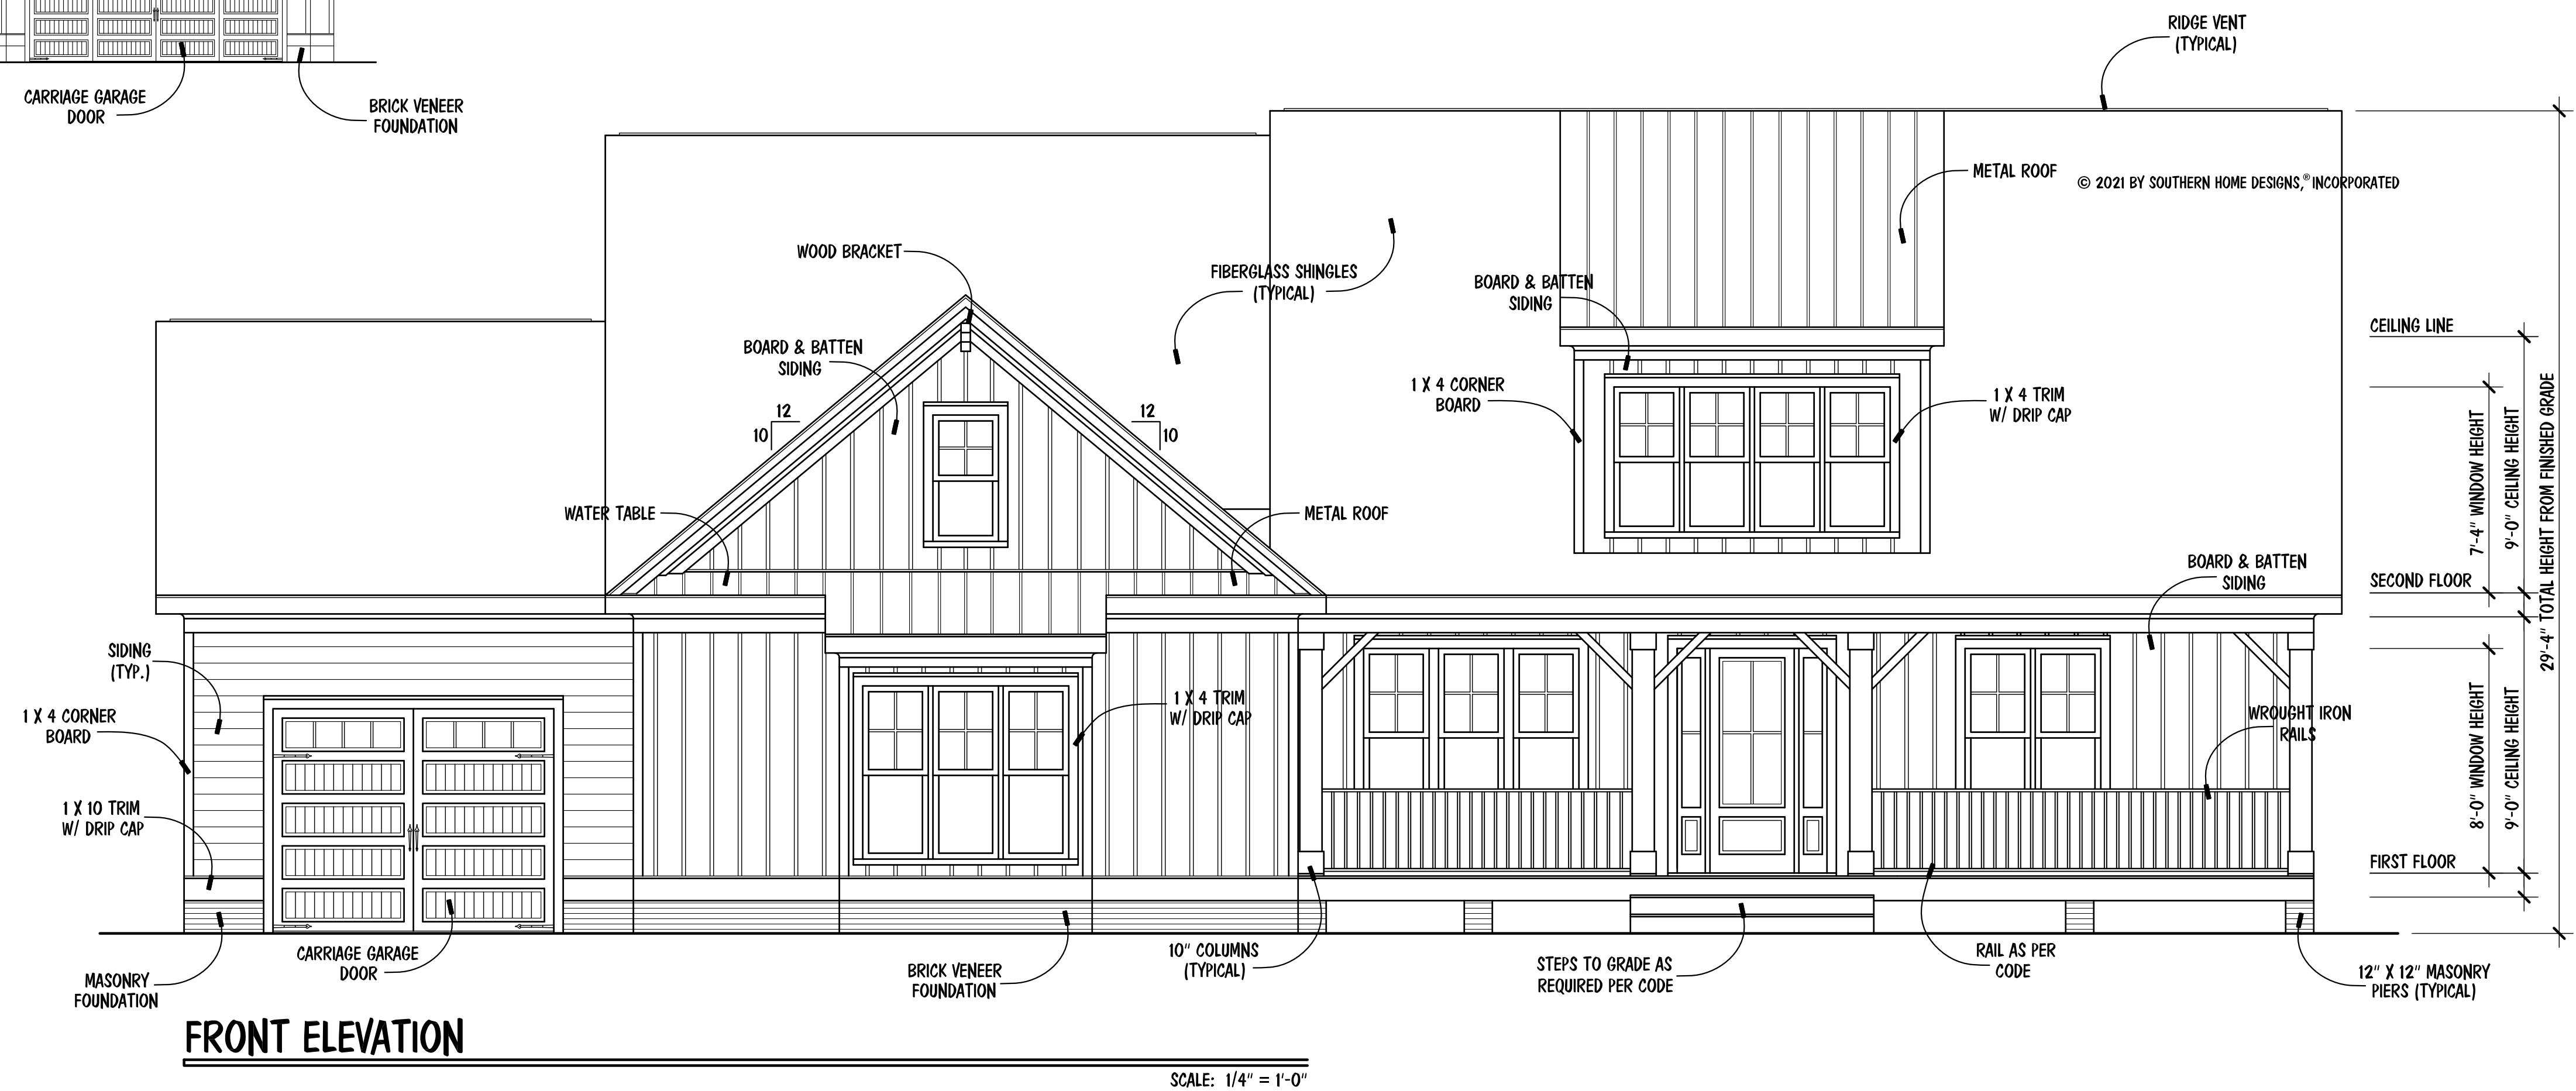 RIDGE VENT
(TYPICAL)
CARRIAGE GARAGE
DOOR
BRICK VENEER
FOUNDATION
METAL ROOF
© 2021 BY SOUTHERN HOME DESIGNS,® INCORPORATED
WOOD BRACKET
FIBERGLASS SHINGLES
(TYPICAL)
BOARD & BATTEN
SIDING
CEILING LINE
BOARD & BATTEN
SIDING
1 X 4 CORNER
BOARD
1 X 4 TRIM
W/ DRIP CAP
12
10
12
10
7'-4" WINDOW HEIGHT
9'-0" CEILING HEIGHT
29'-4" TOTAL HEIGHT FROM FINISHED GRADE
WATER TABLE
METAL ROOF
BOARD & BATTEN
SIDING
SECOND FLOOR
SIDING
(TYP.)
1 X 4 CORNER
BOARD
1 X 4 TRIM
W/ DRIP CAP
WROUGHT IRON
RAILS
8'-0" WINDOW HEIGHT
9'-0" CEILING HEIGHT
1 X 10 TRIM
W/ DRIP CAP
FIRST FLOOR
MASONRY
FOUNDATION
CARRIAGE GARAGE
DOOR
BRICK VENEER
FOUNDATION
10" COLUMNS
(TYPICAL)
STEPS TO GRADE AS
REQUIRED PER CODE
RAIL AS PER
CODE
12" X 12" MASONRY
PIERS (TYPICAL)
FRONT ELEVATION
SCALE: 1/4" = 1'-0"